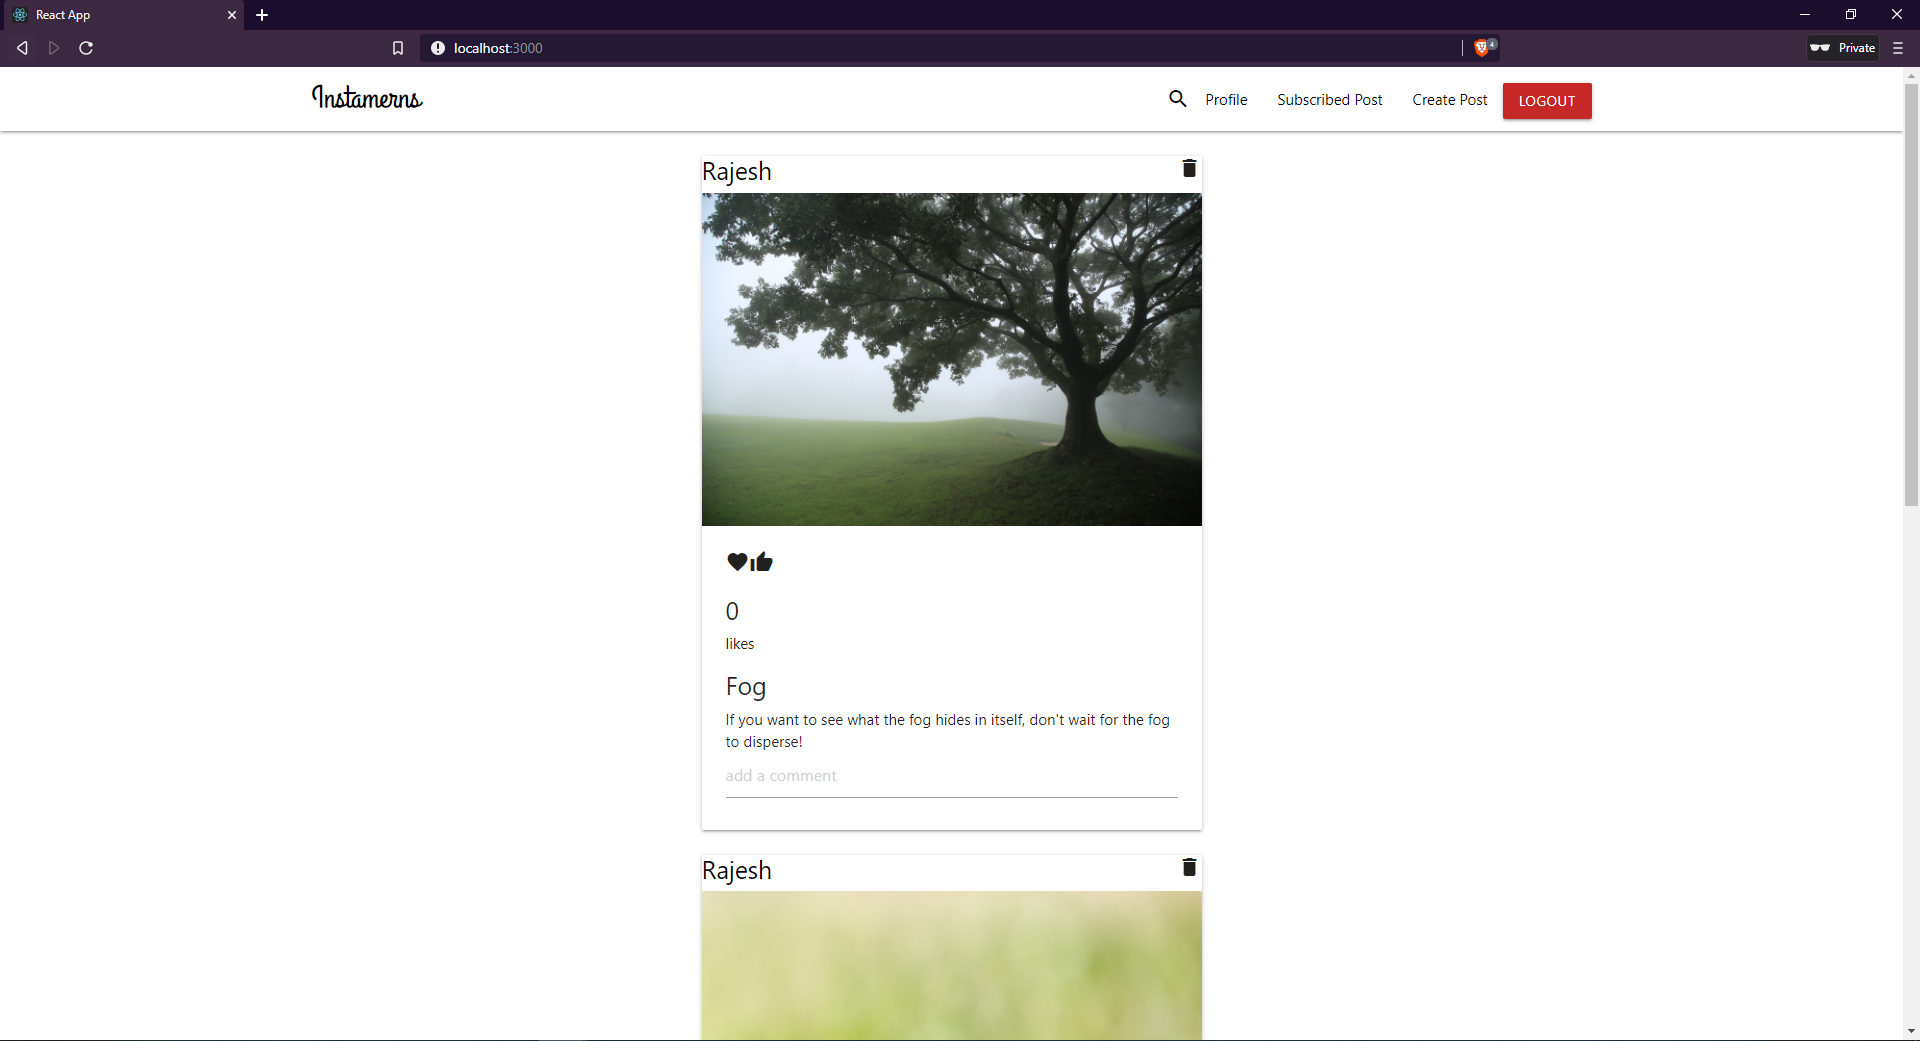 React App
localhost:3000
4
Private
Instamerns
Profile
Subscribed Post
Create Post
LOGOUT
Rajesh
0
likes
Fog
If you want to see what the fog hides in itself, don't wait for the fog
to disperse!
add a comment
Rajesh